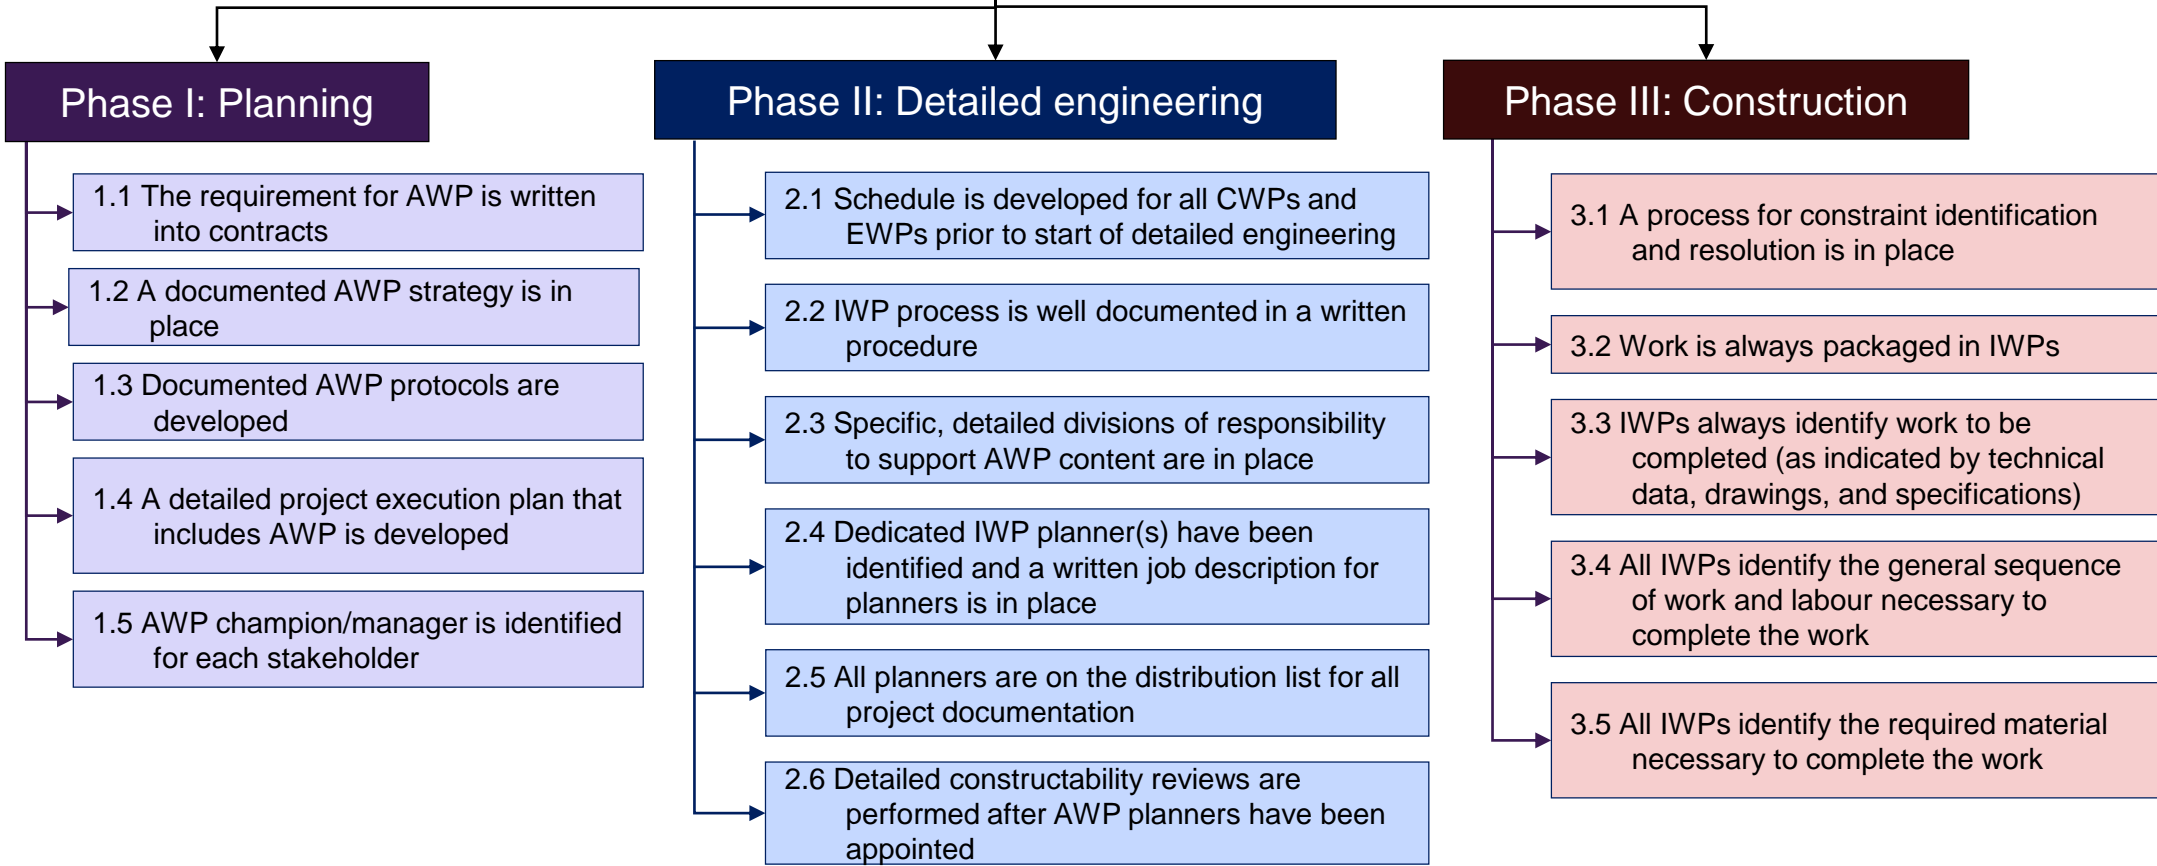 Phase I: Planning
1.1 The requirement for AWP is written
into contracts
1.2 A documented AWP strategy is in
place
1.3 Documented AWP protocols are
developed
1.4 A detailed project execution plan that
includes AWP is developed
1.5 AWP champion/manager is identified
for each stakeholder
Phase II: Detailed engineering
2.1 Schedule is developed for all CWPs and
EWPs prior to start of detailed engineering
2.2 IWP process is well documented in a written
procedure
2.3 Specific, detailed divisions of responsibility
to support AWP content are in place
2.4 Dedicated IWP planner(s) have been
identified and a written job description for
planners is in place
2.5 All planners are on the distribution list for all
project documentation
2.6 Detailed constructability reviews are
performed after AWP planners have been
appointed
Phase III: Construction
3.1 A process for constraint identification
and resolution is in place
3.2 Work is always packaged in IWPs
3.3 IWPs always identify work to be
completed (as indicated by technical
data, drawings, and specifications)
3.4 All IWPs identify the general sequence
of work and labour necessary to
complete the work
3.5 All IWPs identify the required material
necessary to complete the work